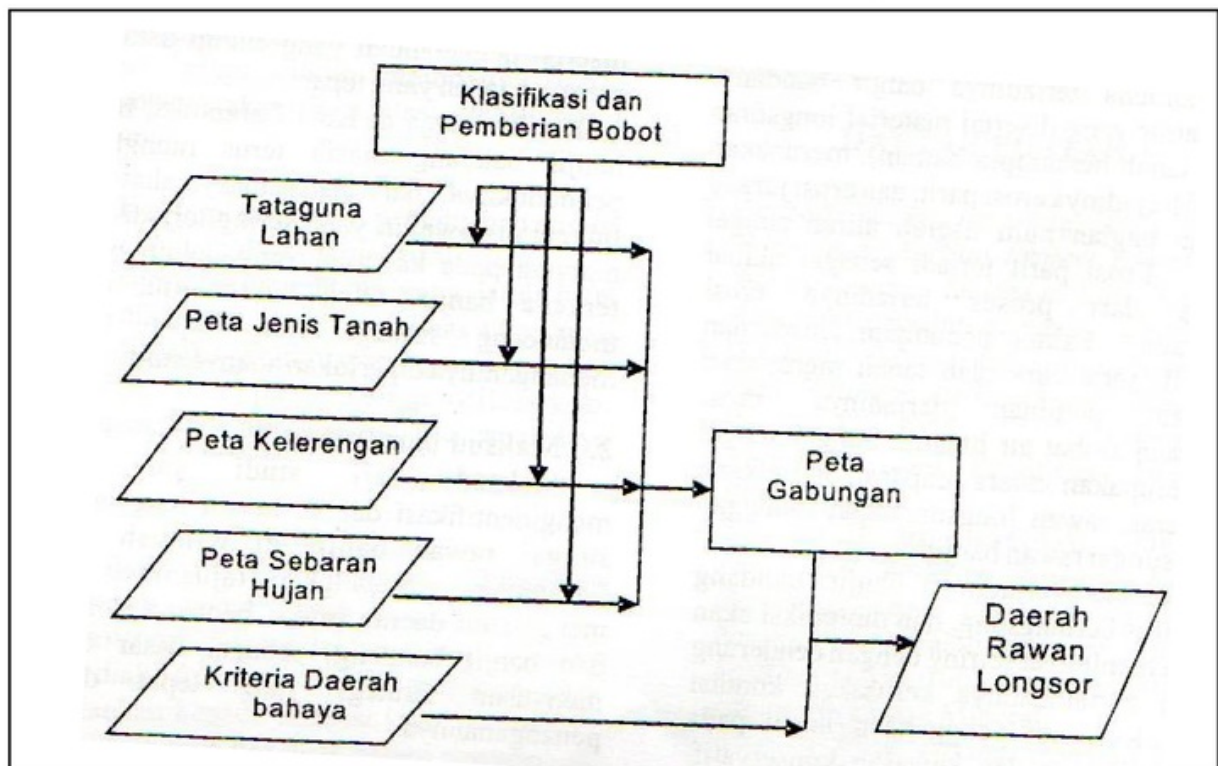 Klasifikasi dan
Pemberian Bobot
Tataguna
Lahan
Peta Jenis Tanah
Peta Kelerengan
Peta Sebaran
Hujan
Kriteria Daerah
bahaya
Peta
Gabungan
Daerah
Rawan
Longsor